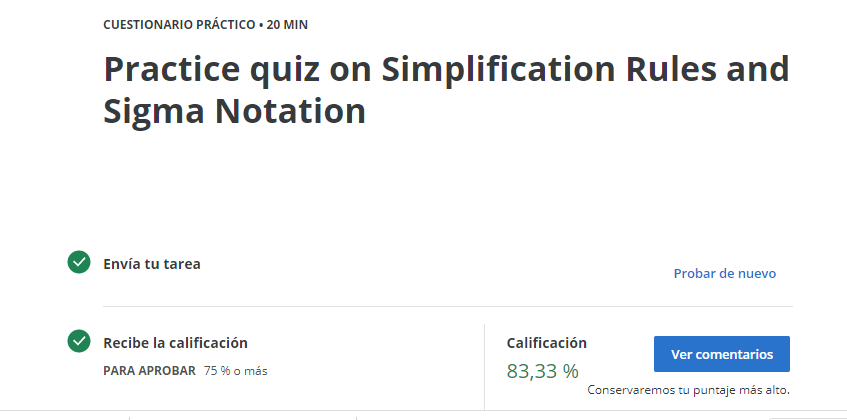 CUESTIONARIO PRÁCTICO • 20 MIN
Practice quiz on Simplification Rules and
Sigma Notation
Envía tu tarea
Probar de nuevo
Recibe la calificación
PARA APROBAR 75 % o más
Calificación
83,33 %
Ver comentarios
Conservaremos tu puntaje más alto.